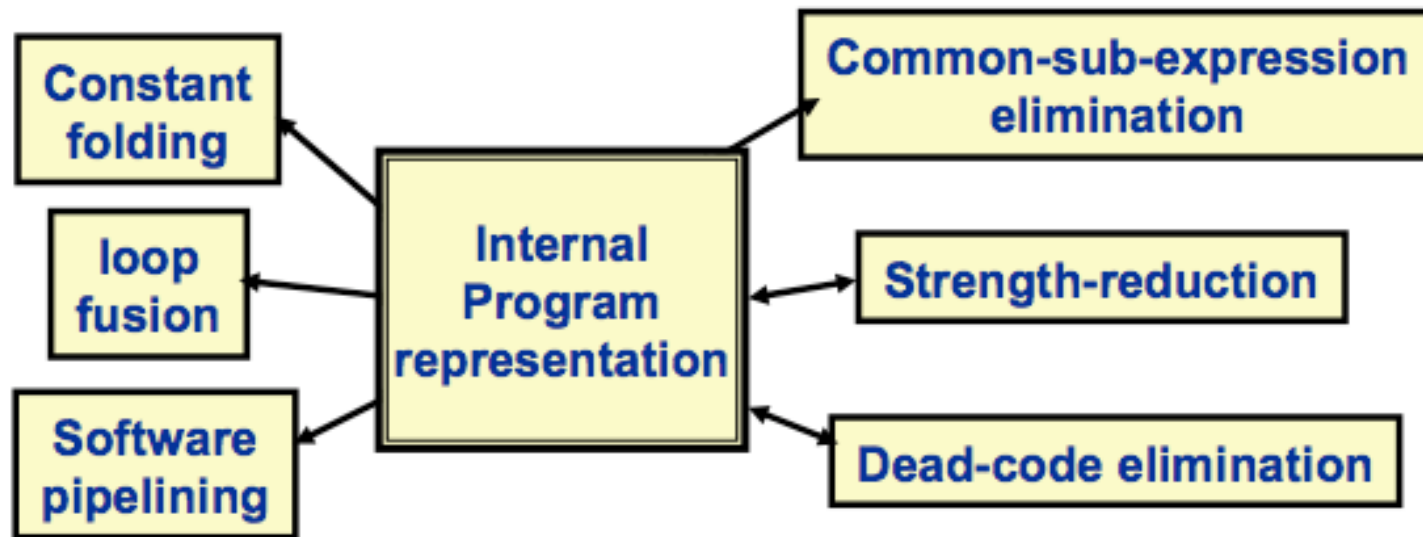 Constant
folding
Common-sub-expression
elimination
loop
fusion
Internal
Program
representation
Strength-reduction
Software
pipelining
Dead-code elimination